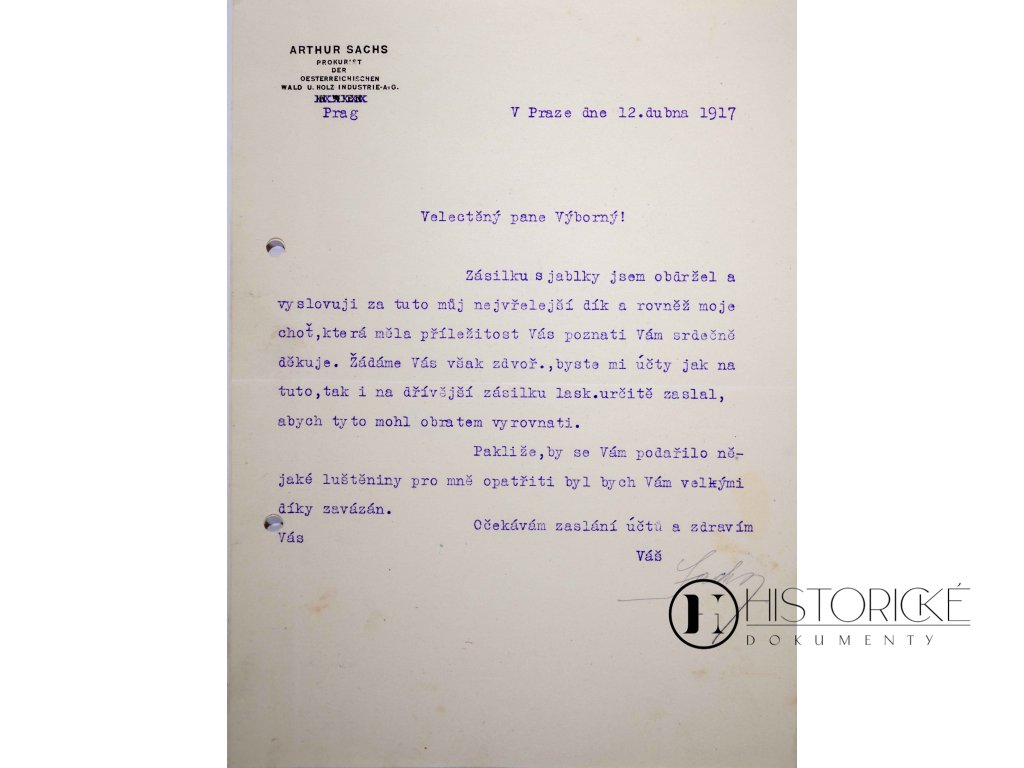 ARTHUR SACHS
PROKURIST
DER
OESTERREICHISCHEN
WALD U. HOLZ INDUSTRIE-A.G.
Prag
V Praze dne 12.dubna 1917
Velectěný pane Výborný!
Zásilku s jablky jsem obdržel a
vyslovuji za tuto můj nejvřelejší dík a rovněž moje
choť,která měla příležitost Vás poznati Vám srdečně
děkuje. Žádáme Vás však zdvoř.,byste mi účty jak na
tuto,tak i na dřívější zásilku lask.určitě zaslal,
abych tyto mohl obratem vyrovnati.
Pakliže,by se Vám podařilo ně-
jaké luštěniny pro mně opatřiti byl bych Vám velkými
díky zavázán.
Očekávám zaslání účtů a zdravím
Vás
Váš
Sachs
HISTORICKÉ
DOKUMENTY